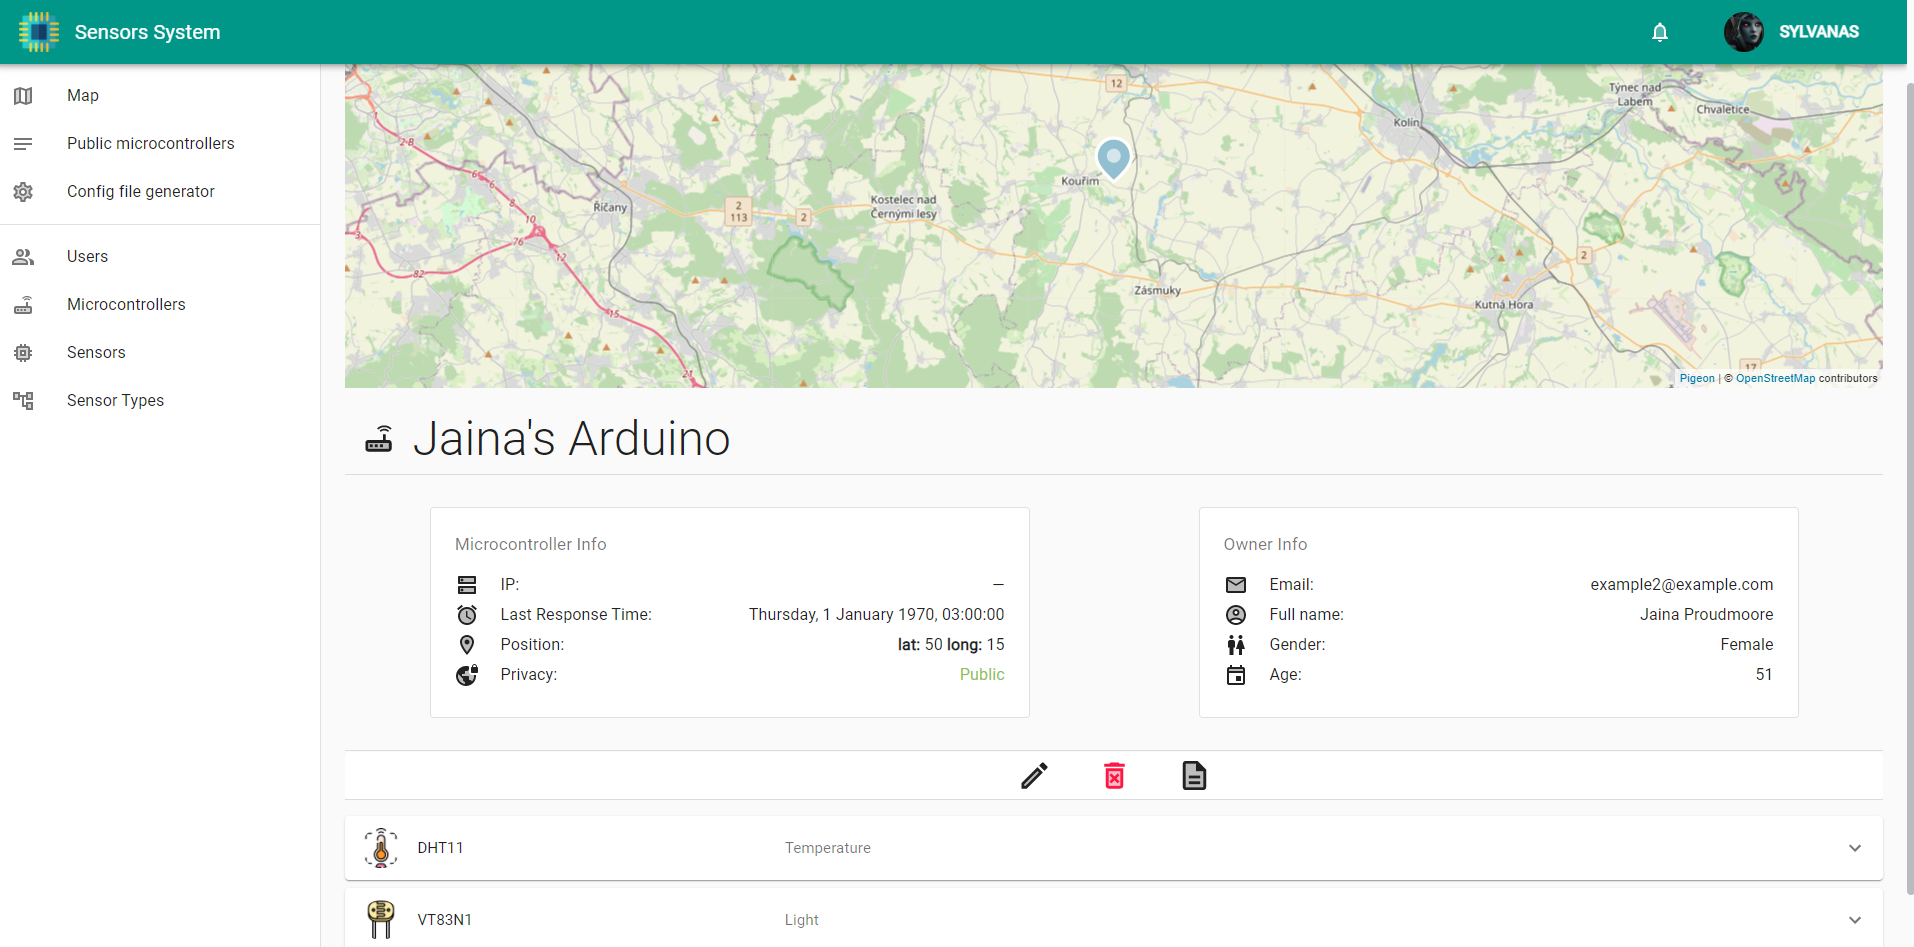 Sensors System
SYLVANAS
Map
Public microcontrollers
Config file generator
Users
Microcontrollers
Sensors
Sensor Types
12
Týnec nad
Labem
Chvaletice
Kolín
2-B
6
6
8
10
Kouřim
Říčany
2
113
2
Kostelec nad
Černými lesy
3
76
12
82
2
Zásmuky
Kutná Hora
15
21
17
Pigeon | © OpenStreetMap contributors
Jaina's Arduino
Microcontroller Info
IP: —
Last Response Time: Thursday, 1 January 1970, 03:00:00
Position: lat: 50 long: 15
Privacy: Public
Owner Info
Email: example2@example.com
Full name: Jaina Proudmoore
Gender: Female
Age: 51
DHT11 Temperature
VT83N1 Light